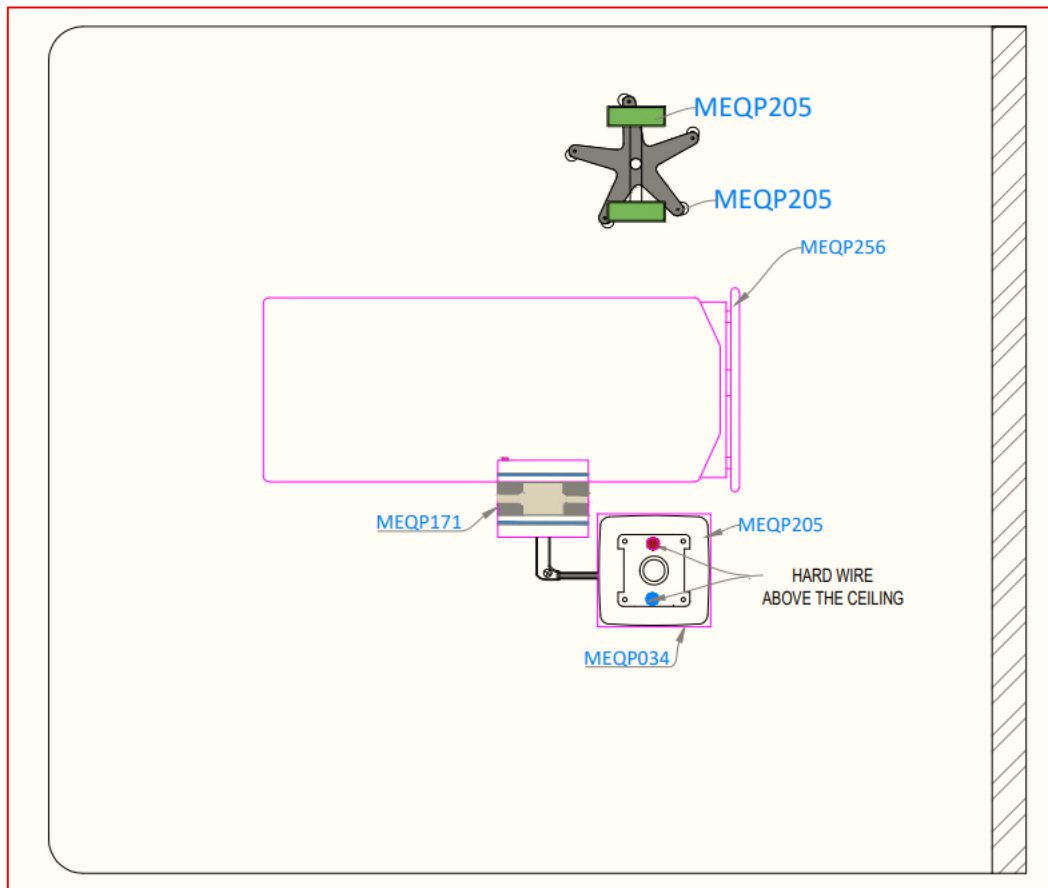 MEQP205
MEQP205
MEQP256
MEQP171
MEQP205
HARD WIRE
ABOVE THE CEILING
MEQP034